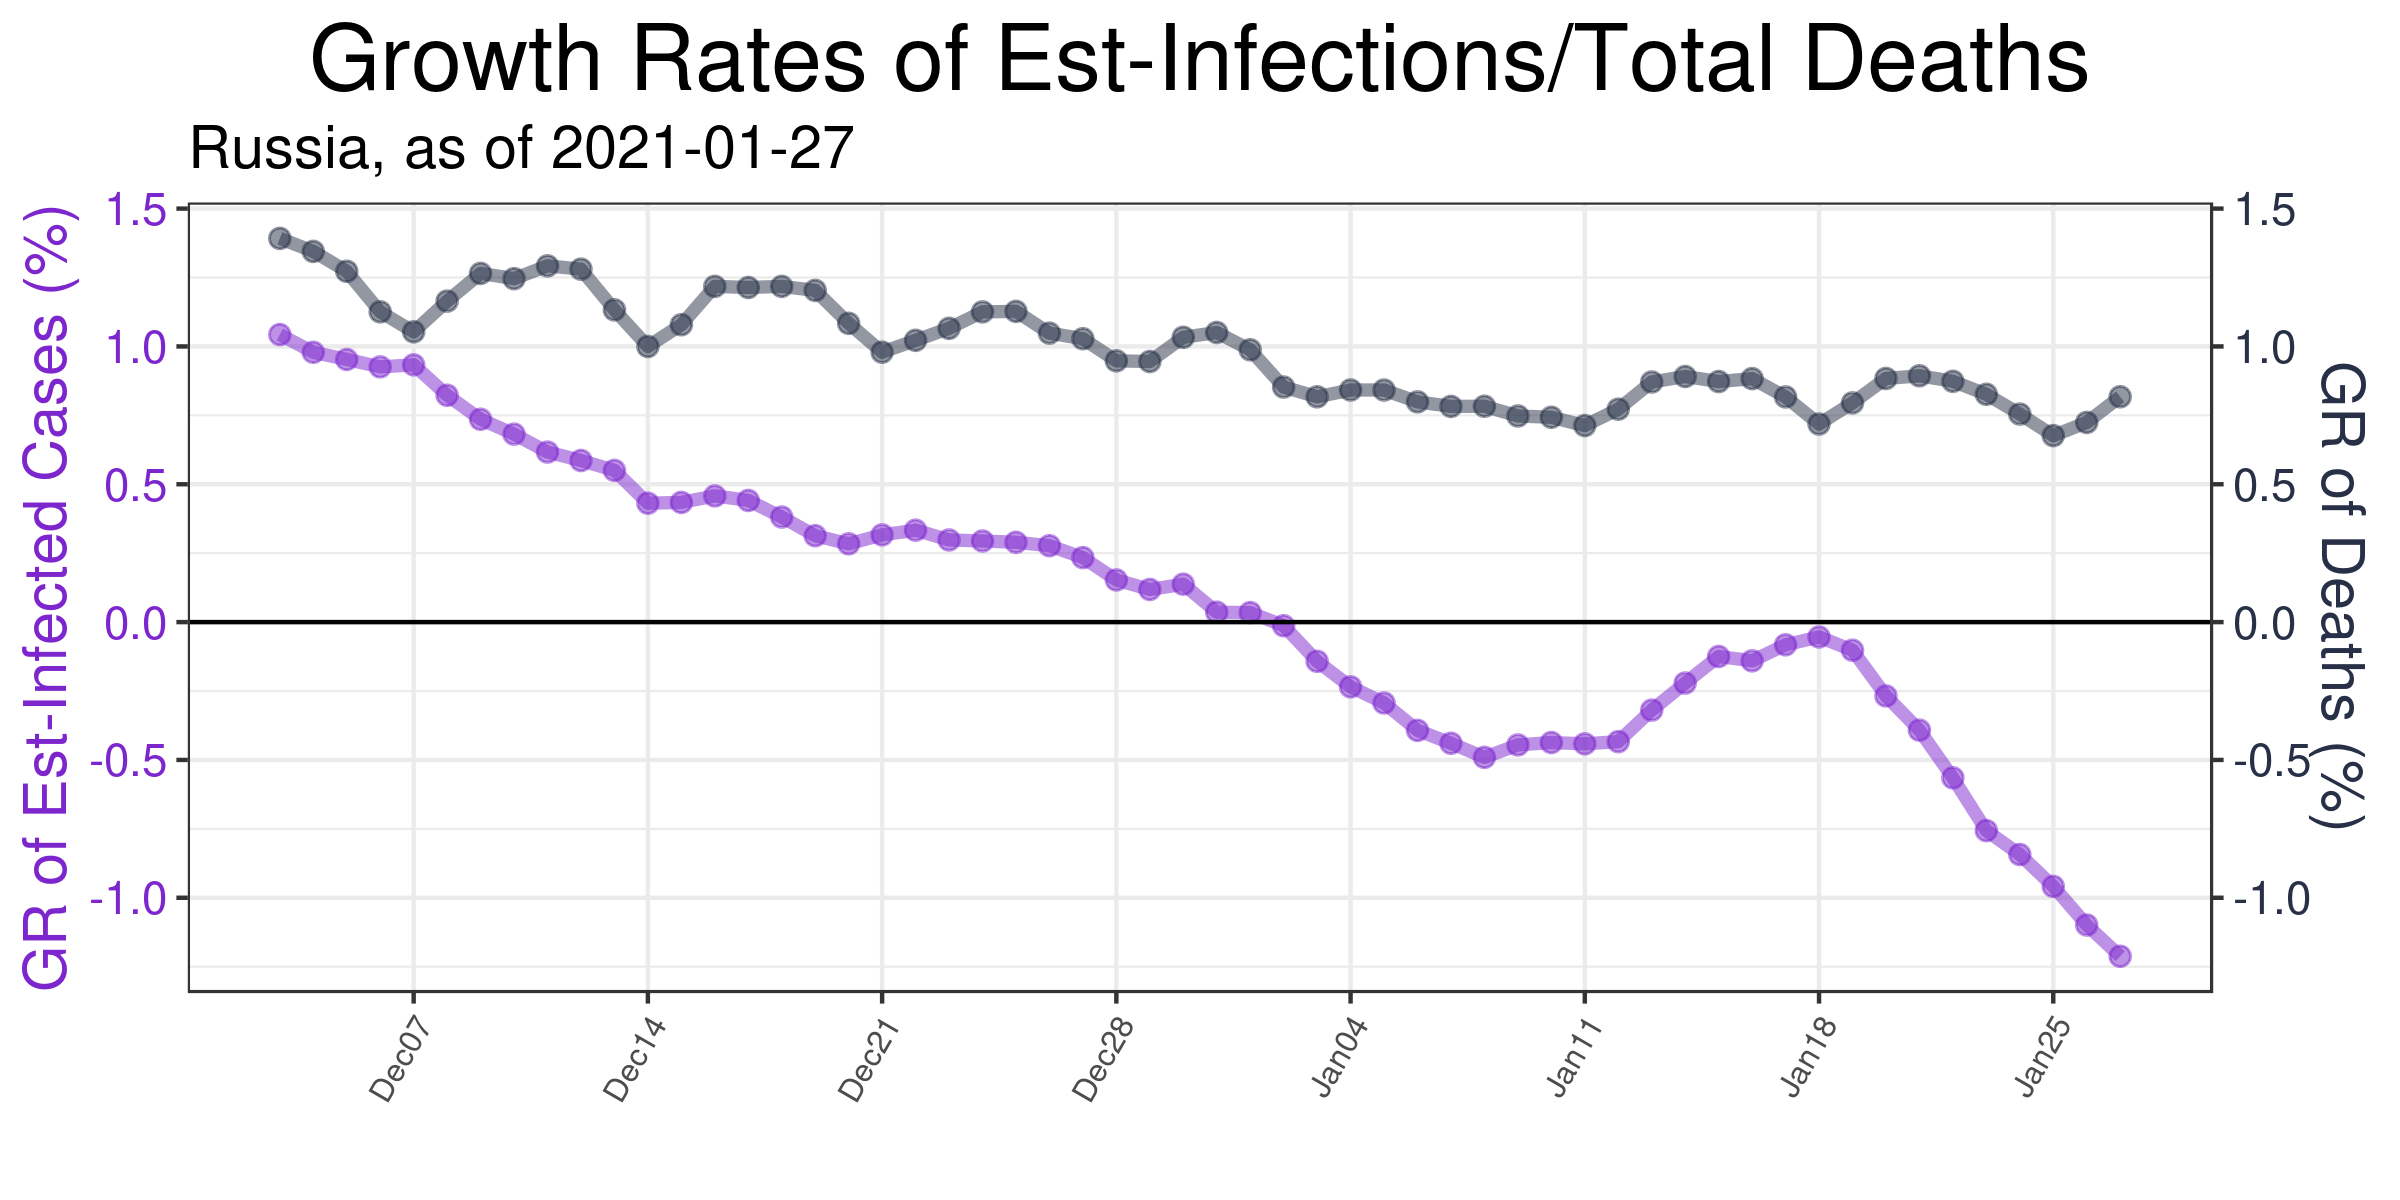 Growth Rates of Est-Infections/Total Deaths
Russia, as of 2021-01-27
GR of Est-Infected Cases (%)
1.5
1.0
0.5
0.0
-0.5
-1.0
1.5
1.0
0.5
0.0
-0.5
-1.0
GR of Deaths (%)
Dec07
Dec14
Dec21
Dec28
Jan04
Jan11
Jan18
Jan25